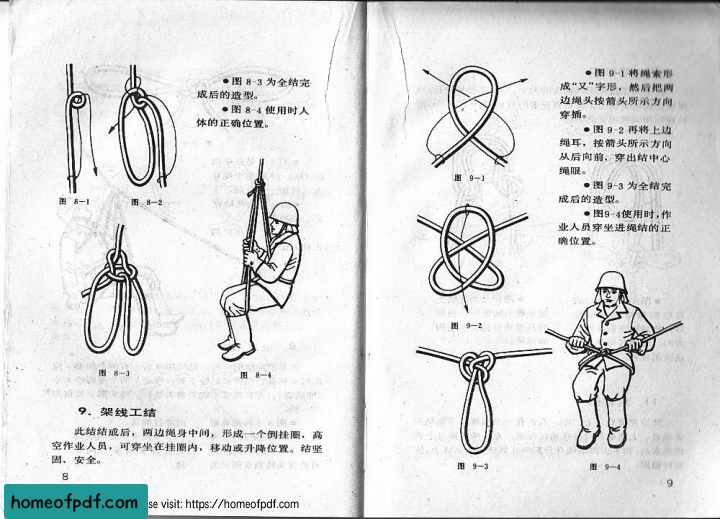 ●图 8-3 为全结完
成后的造型。
●图 8-4 使用时人
体的正确位置。
图 8—1
图 8—2
图 8—3
图 8—4
9．架线工结
此结结成后，两边绳身中间，形成一个倒挂圈，高
空作业人员，可穿坐在挂圈内，移动或升降位置。结坚
固、安全。
8
●图 9-1 将绳索形
成“又”字形，然后把两
边绳头按箭头所示方向
穿插。
●图 9-2 再将上边
绳耳，按箭头所示方向
从后向前，穿出结中心
绳眼。
●图 9-3 为全结完
成后的造型。
●图9-4使用时，作
业人员穿坐进绳结的正
确位置。
图 9—1
图 9—2
图 9—3
图 9—4
9
homeofpdf.com
se visit: https://homeofpdf.com